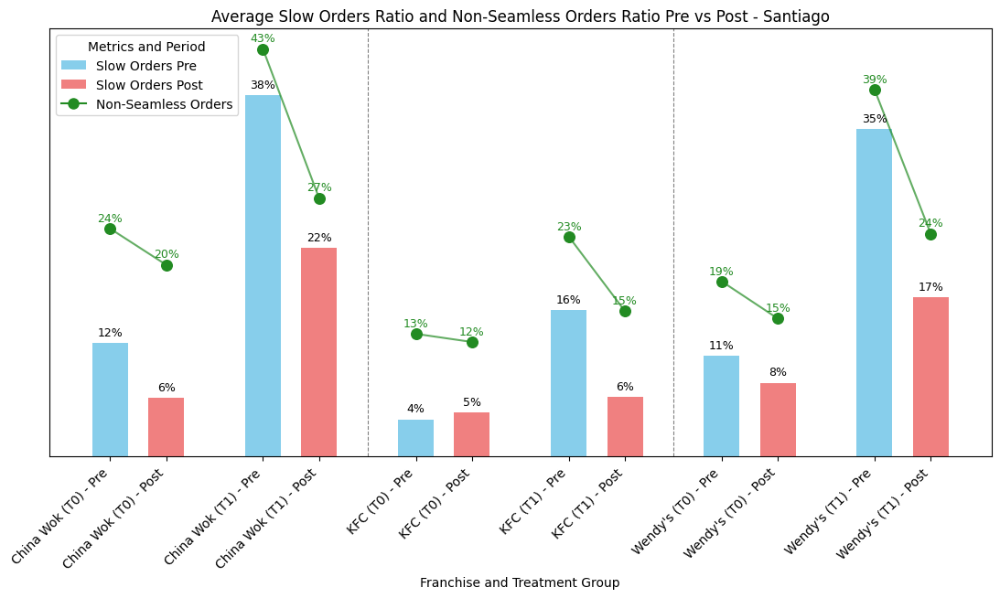 Average Slow Orders Ratio and Non-Seamless Orders Ratio Pre vs Post - Santiago
Metrics and Period
Slow Orders Pre
Slow Orders Post
Non-Seamless Orders
24%
20%
43%
27%
13%
12%
23%
15%
19%
15%
39%
24%
12%
6%
38%
22%
4%
5%
16%
6%
11%
8%
35%
17%
China Wok (T0) - Pre
China Wok (T0) - Post
China Wok (T1) - Pre
China Wok (T1) - Post
KFC (T0) - Pre
KFC (T0) - Post
KFC (T1) - Pre
KFC (T1) - Post
Wendy's (T0) - Pre
Wendy's (T0) - Post
Wendy's (T1) - Pre
Wendy's (T1) - Post
Franchise and Treatment Group